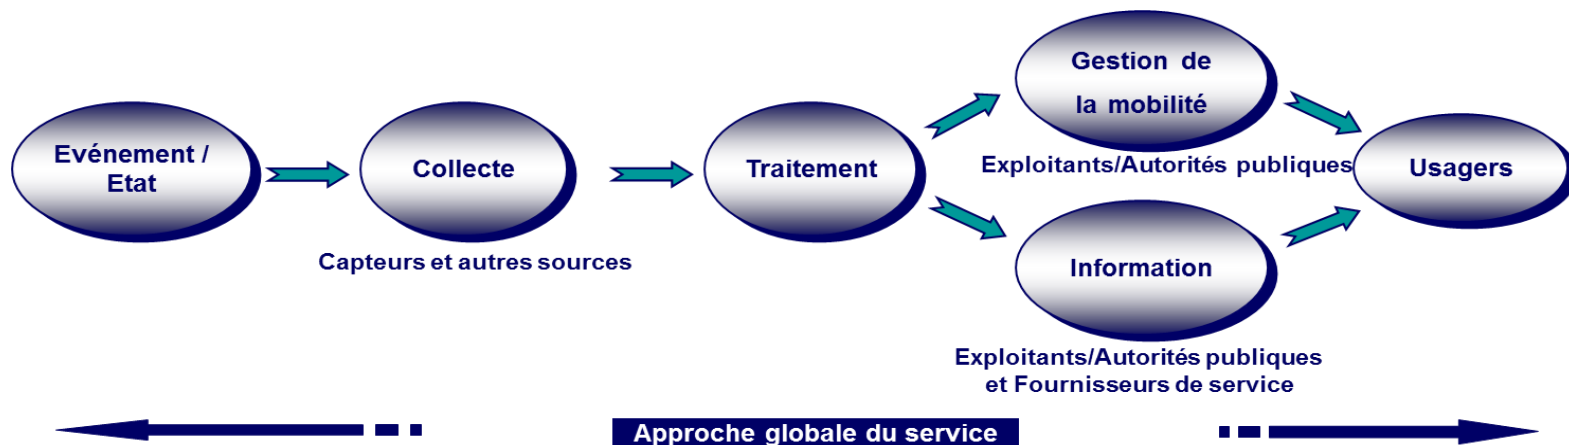 Evénement /
Etat
Collecte
Capteurs et autres sources
Traitement
Gestion de
la mobilité
Exploitants/Autorités publiques
Information
Exploitants/Autorités publiques
et Fournisseurs de service
Usagers
Approche globale du service